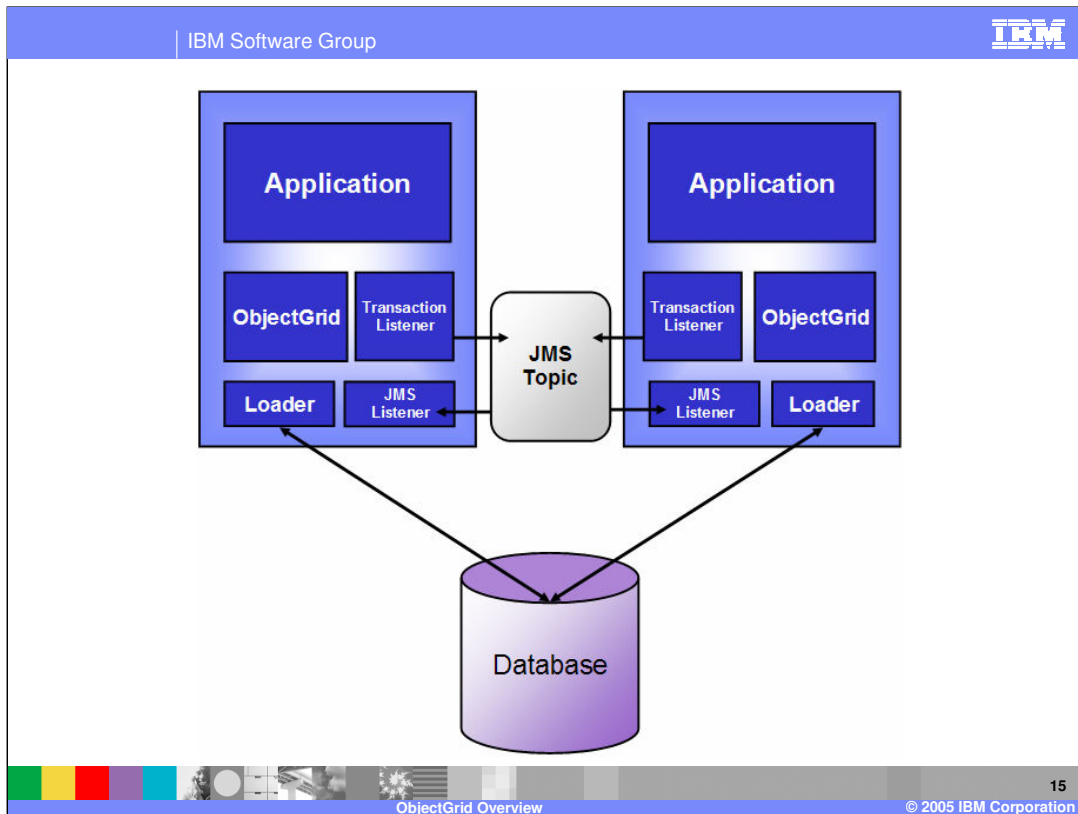 IBM Software Group
IBM
Application
ObjectGrid
Transaction
Listener
Loader
JMS
Listener
JMS
Topic
Application
Transaction
Listener
ObjectGrid
JMS
Listener
Loader
Database
15
ObjectGrid Overview
© 2005 IBM Corporation